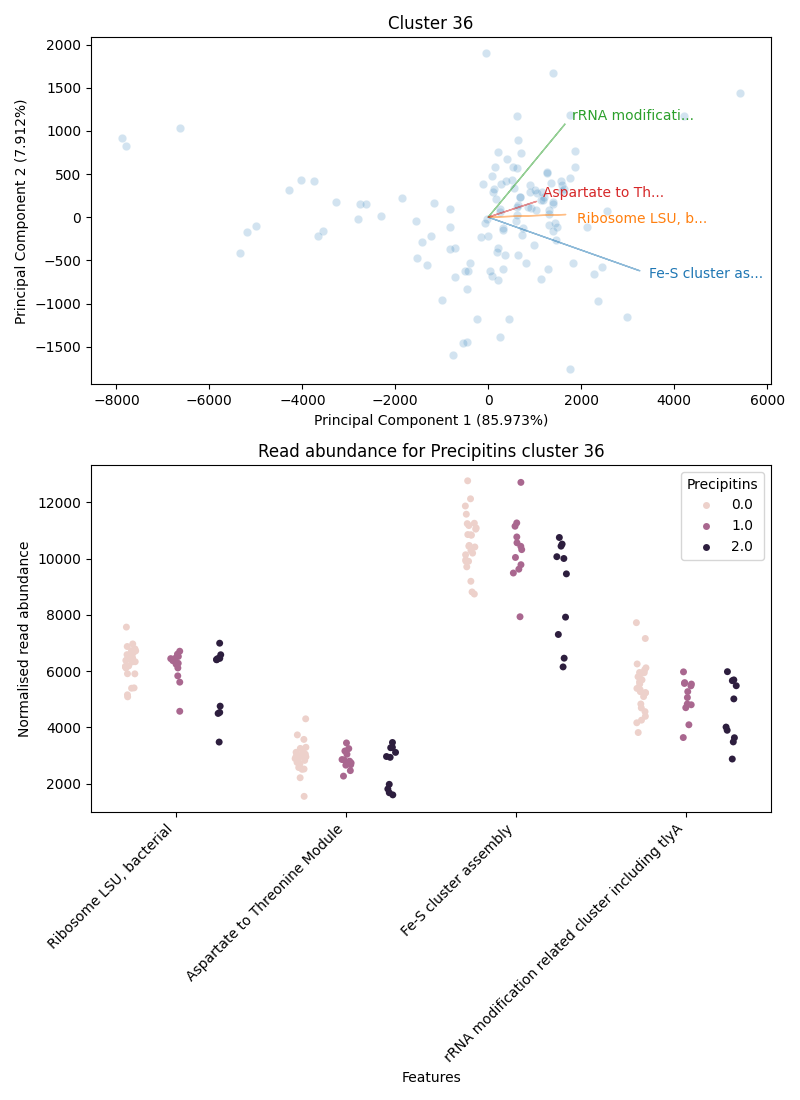 Cluster 36
2000
1500
1000
500
0
−500
−1000
−1500
Principal Component 2 (7.912%)
rRNA modificati...
Aspartate to Th...
Ribosome LSU, b...
Fe-S cluster as...
−8000 −6000 −4000 −2000 0 2000 4000 6000
Principal Component 1 (85.973%)
Read abundance for Precipitins cluster 36
12000
10000
8000
6000
4000
2000
Normalised read abundance
Precipitins
0.0
1.0
2.0
Ribosome LSU, bacterial
Aspartate to Threonine Module
Fe-S cluster assembly
rRNA modification related cluster including tlyA
Features